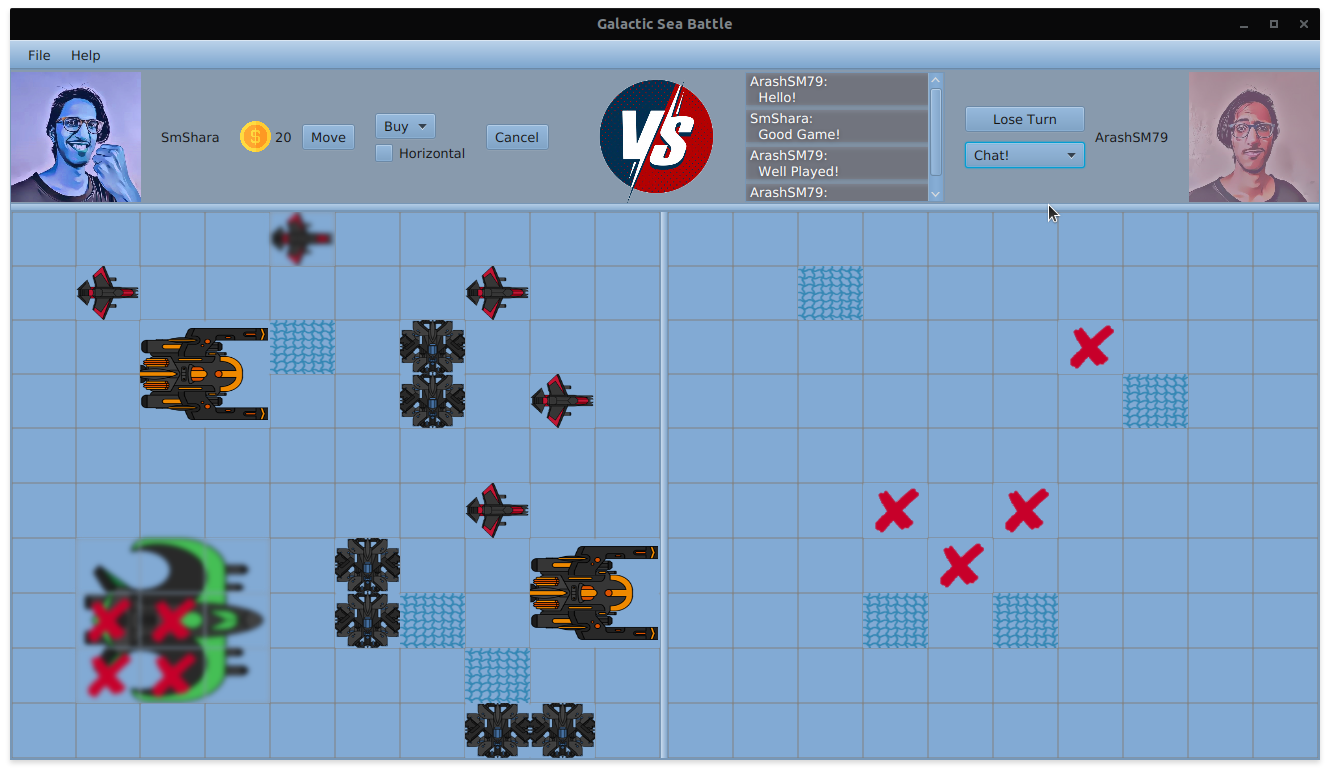 Galactic Sea Battle
File Help
SmShara
$ 20
Move
Buy
Horizontal
Cancel
VS
ArashSM79:
Hello!
SmShara:
Good Game!
ArashSM79:
Well Played!
ArashSM79:
Lose Turn
Chat!
ArashSM79